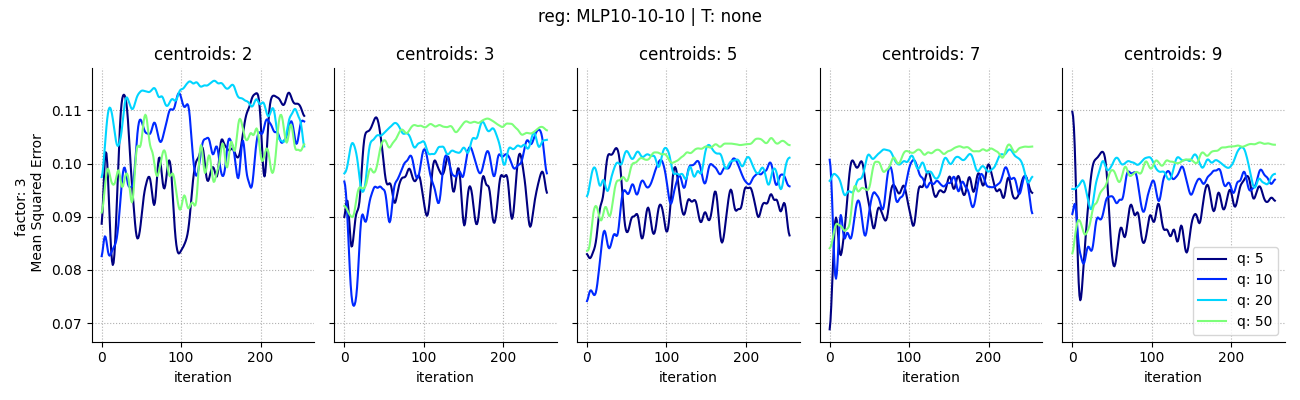 reg: MLP10-10-10 | T: none
centroids: 2
centroids: 3
centroids: 5
centroids: 7
centroids: 9
factor: 3
Mean Squared Error
0.11
0.10
0.09
0.08
0.07
0 100 200
0 100 200
0 100 200
0 100 200
0 100 200
iteration
iteration
iteration
iteration
iteration
q: 5
q: 10
q: 20
q: 50